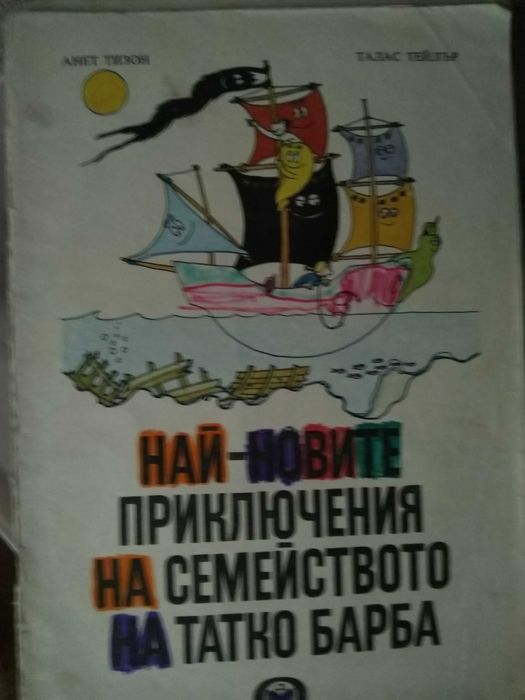 АНЕТ ТИЗОН
ТАЛАС ТЕЙЛЪР
НАЙ-НОВИТЕ
ПРИКЛЮЧЕНИЯ
НА СЕМЕЙСТВОТО
НА ТАТКО БАРБА